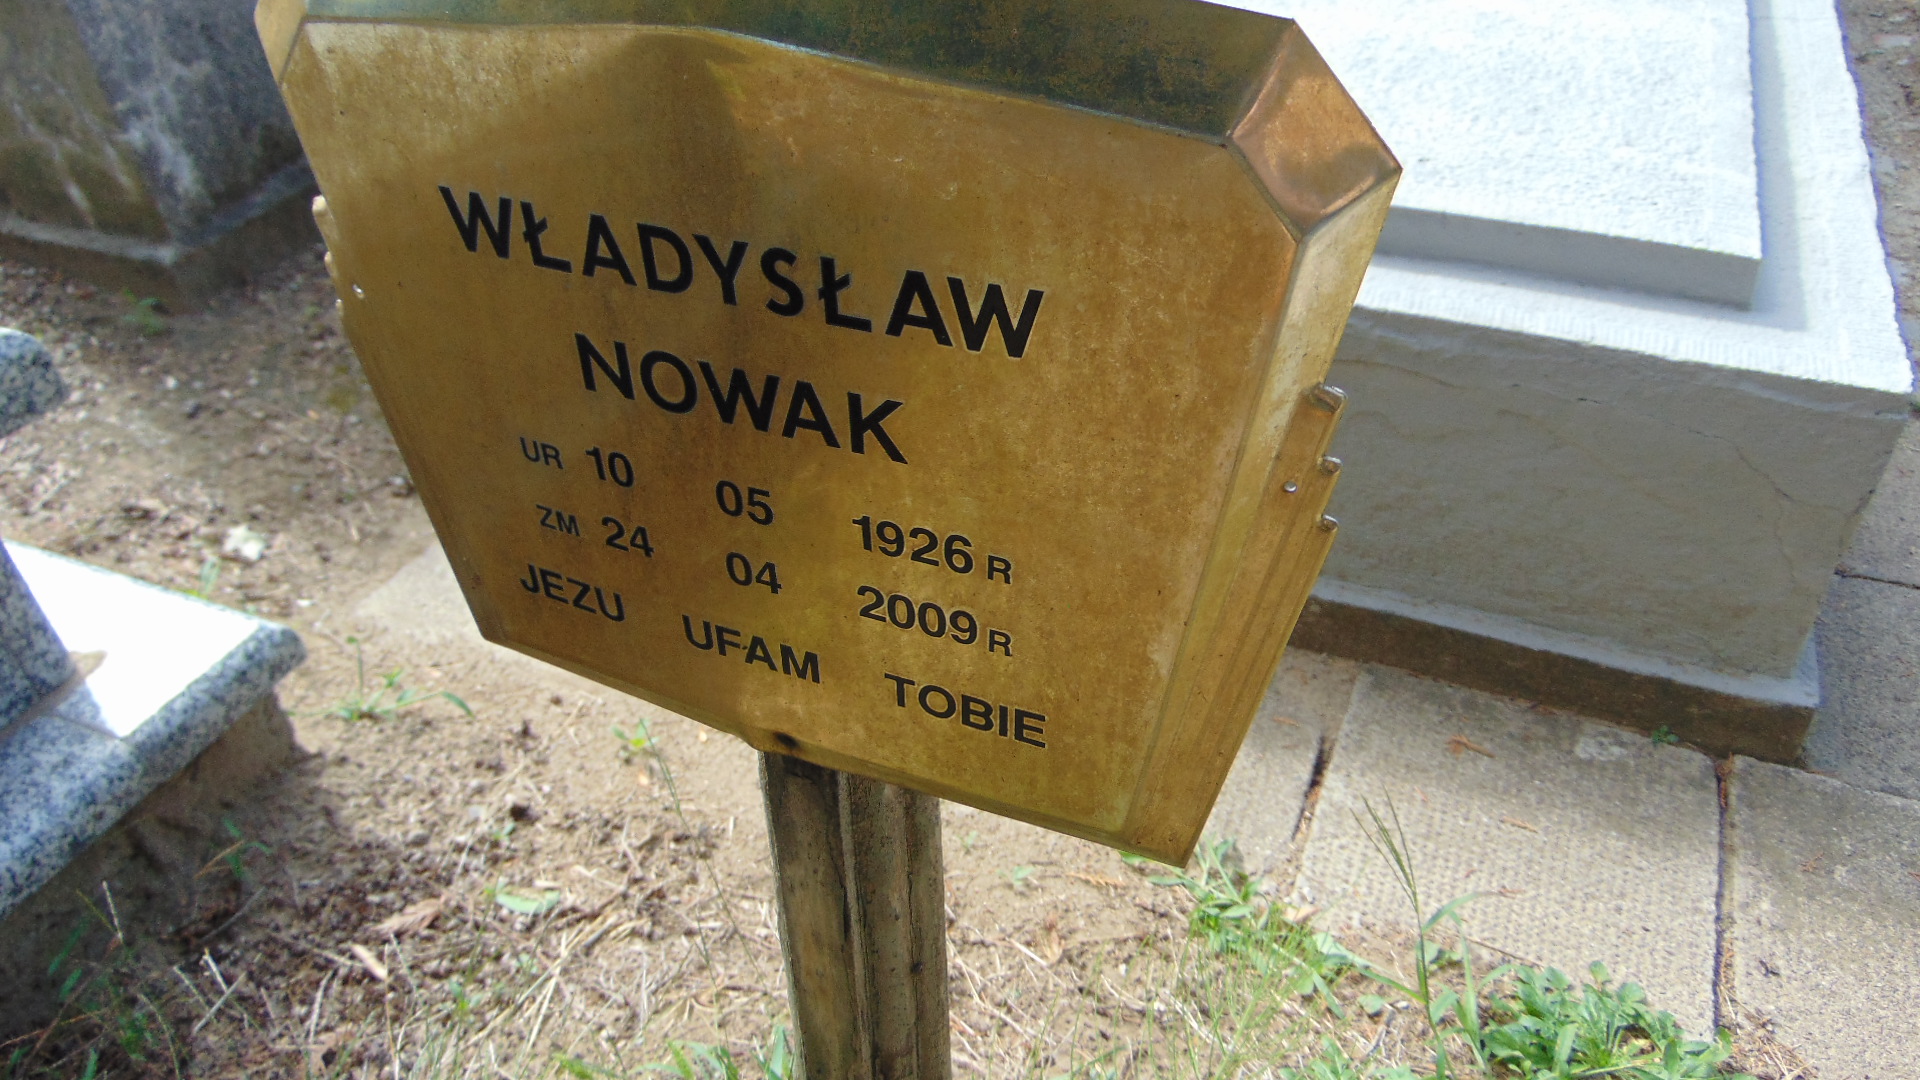 WŁADYSŁAW
NOWAK
UR 10 05 1926 R
ZM 24 04 2009 R
JEZU UFAM TOBIE